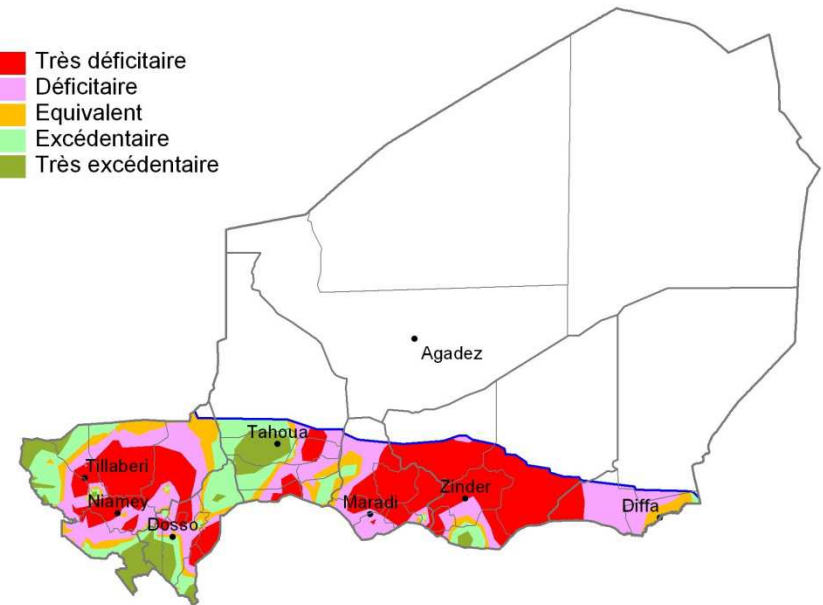 Très déficitaire
Déficitaire
Equivalent
Excédentaire
Très excédentaire
Agadez
Tahoua
Tillaberi
Zinder
Niamey
Maradi
Diffa
Dosso